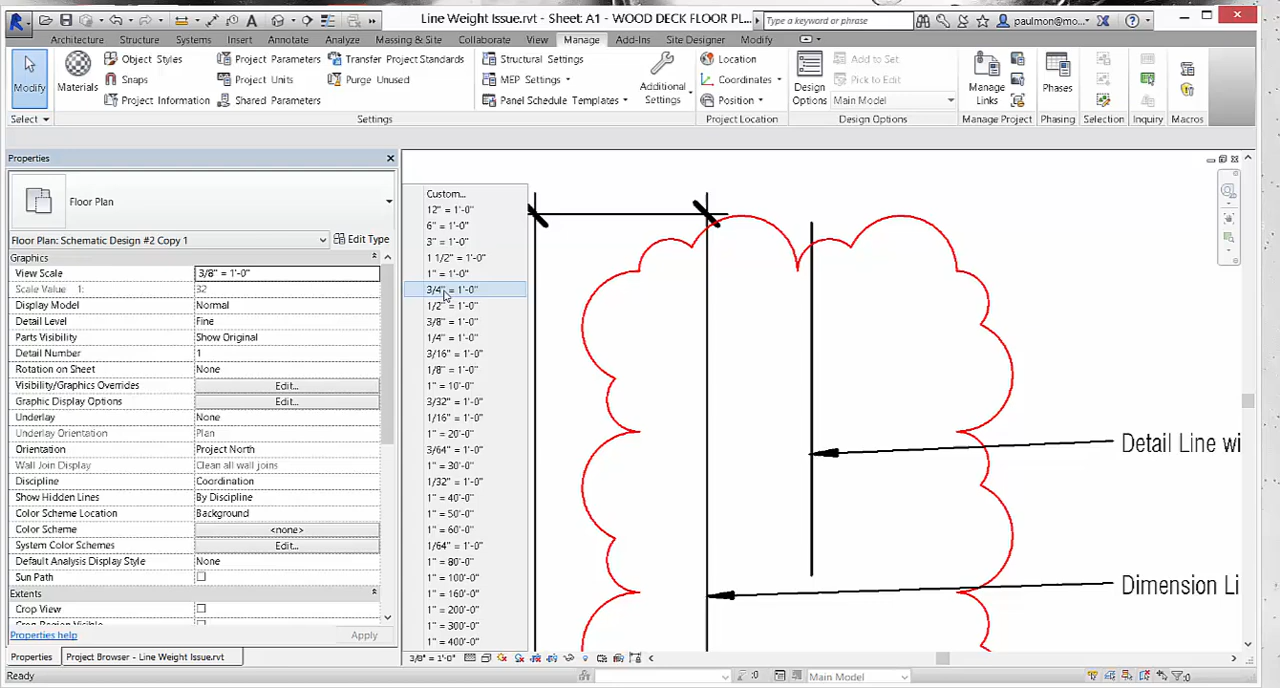 Line Weight Issue.rvt - Sheet: A1 - WOOD DECK FLOOR PL...
Type a keyword or phrase
paulmon@mo...
Architecture Structure Systems Insert Annotate Analyze Massing & Site Collaborate View Manage Add-Ins Site Designer Modify
Modify
Materials
Object Styles
Snaps
Project Information
Project Parameters
Project Units
Shared Parameters
Transfer Project Standards
Purge Unused
Structural Settings
MEP Settings
Panel Schedule Templates
Additional
Settings
Location
Coordinates
Position
Design
Options
Add to Set
Pick to Edit
Main Model
Manage
Links
Phases
Select
Settings
Project Location
Design Options
Manage Project
Phasing
Selection
Inquiry
Macros
Properties
Floor Plan
Floor Plan: Schematic Design #2 Copy 1
Edit Type
Graphics
View Scale 3/8" = 1'-0"
Scale Value 1: 32
Display Model Normal
Detail Level Fine
Parts Visibility Show Original
Detail Number 1
Rotation on Sheet None
Visibility/Graphics Overrides Edit...
Graphic Display Options Edit...
Underlay None
Underlay Orientation Plan
Orientation Project North
Wall Join Display Clean all wall joins
Discipline Coordination
Show Hidden Lines By Discipline
Color Scheme Location Background
Color Scheme <none>
System Color Schemes Edit...
Default Analysis Display Style None
Sun Path
Extents
Crop View
Crop Region Visible
Properties help
Apply
Properties
Project Browser - Line Weight Issue.rvt
Ready
Custom...
12" = 1'-0"
6" = 1'-0"
3" = 1'-0"
1 1/2" = 1'-0"
1" = 1'-0"
3/4" = 1'-0"
1/2" = 1'-0"
3/8" = 1'-0"
1/4" = 1'-0"
3/16" = 1'-0"
1/8" = 1'-0"
1" = 10'-0"
3/32" = 1'-0"
1/16" = 1'-0"
1" = 20'-0"
3/64" = 1'-0"
1" = 30'-0"
1/32" = 1'-0"
1" = 40'-0"
1" = 50'-0"
1" = 60'-0"
1/64" = 1'-0"
1" = 80'-0"
1" = 100'-0"
1" = 160'-0"
1" = 200'-0"
1" = 300'-0"
1" = 400'-0"
Detail Line wi
Dimension Li
3/8" = 1'-0"
:0
Main Model
:0